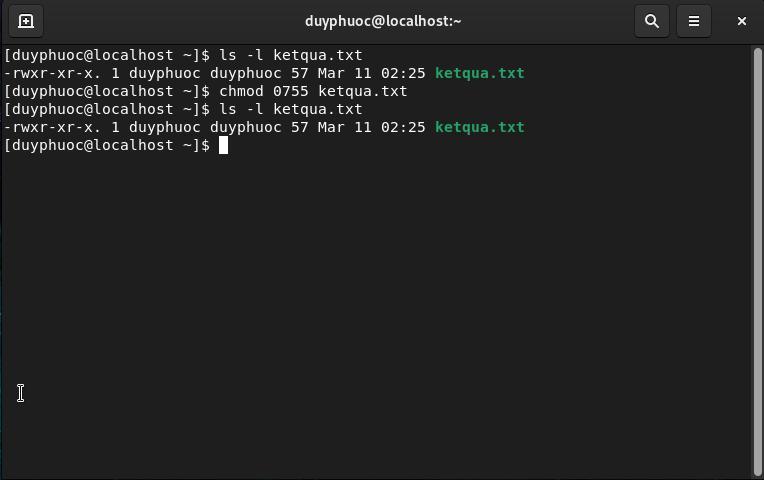 duyphuoc@localhost:~
[duyphuoc@localhost ~]$ ls -l ketqua.txt
-rwxr-xr-x. 1 duyphuoc duyphuoc 57 Mar 11 02:25 ketqua.txt
[duyphuoc@localhost ~]$ chmod 0755 ketqua.txt
[duyphuoc@localhost ~]$ ls -l ketqua.txt
-rwxr-xr-x. 1 duyphuoc duyphuoc 57 Mar 11 02:25 ketqua.txt
[duyphuoc@localhost ~]$